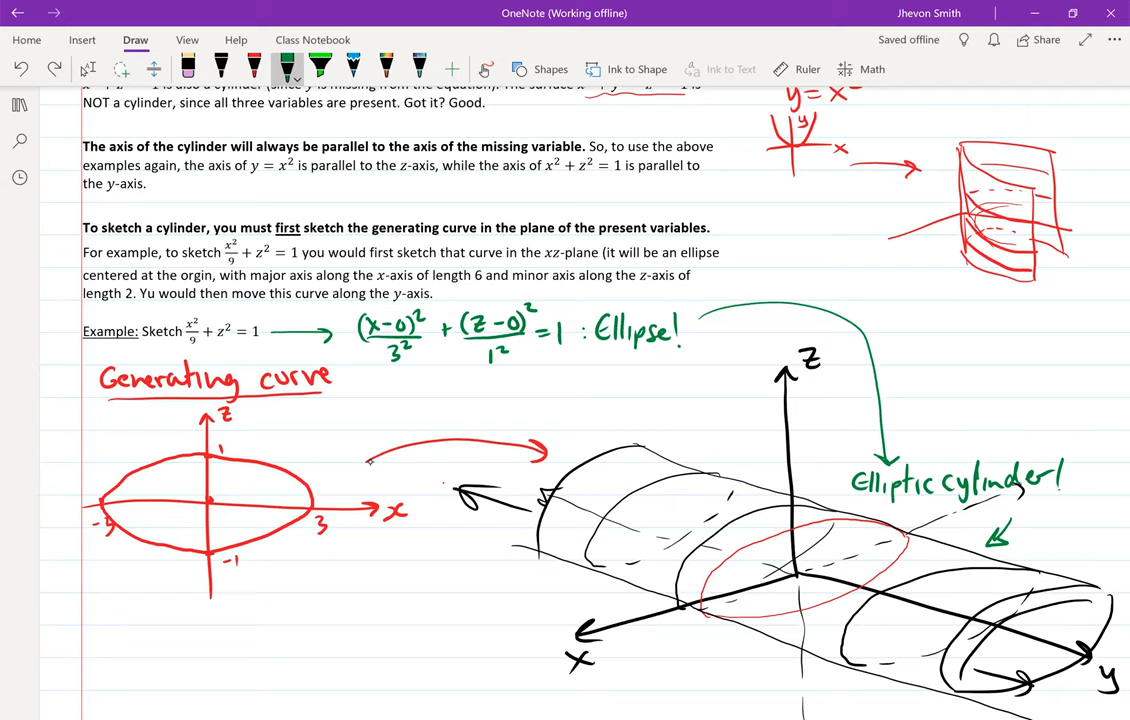 OneNote (Working offline)
Jhevon Smith
Home Insert Draw View Help Class Notebook
Saved offline Share
Shapes Ink to Shape Ink to Text Ruler Math
NOT a cylinder, since all three variables are present. Got it? Good.
y = x²
y
x
The axis of the cylinder will always be parallel to the axis of the missing variable. So, to use the above
examples again, the axis of y = x² is parallel to the z-axis, while the axis of x² + z² = 1 is parallel to
the y-axis.
To sketch a cylinder, you must first sketch the generating curve in the plane of the present variables.
For example, to sketch x²/9 + z² = 1 you would first sketch that curve in the xz-plane (it will be an ellipse
centered at the orgin, with major axis along the x-axis of length 6 and minor axis along the z-axis of
length 2. Yu would then move this curve along the y-axis.
Example: Sketch x²/9 + z² = 1 → (x-0)²/3² + (z-0)²/1² = 1 : Ellipse!
Generating curve
z
1
-3
3
x
-1
z
Elliptic cylinder!
x
y